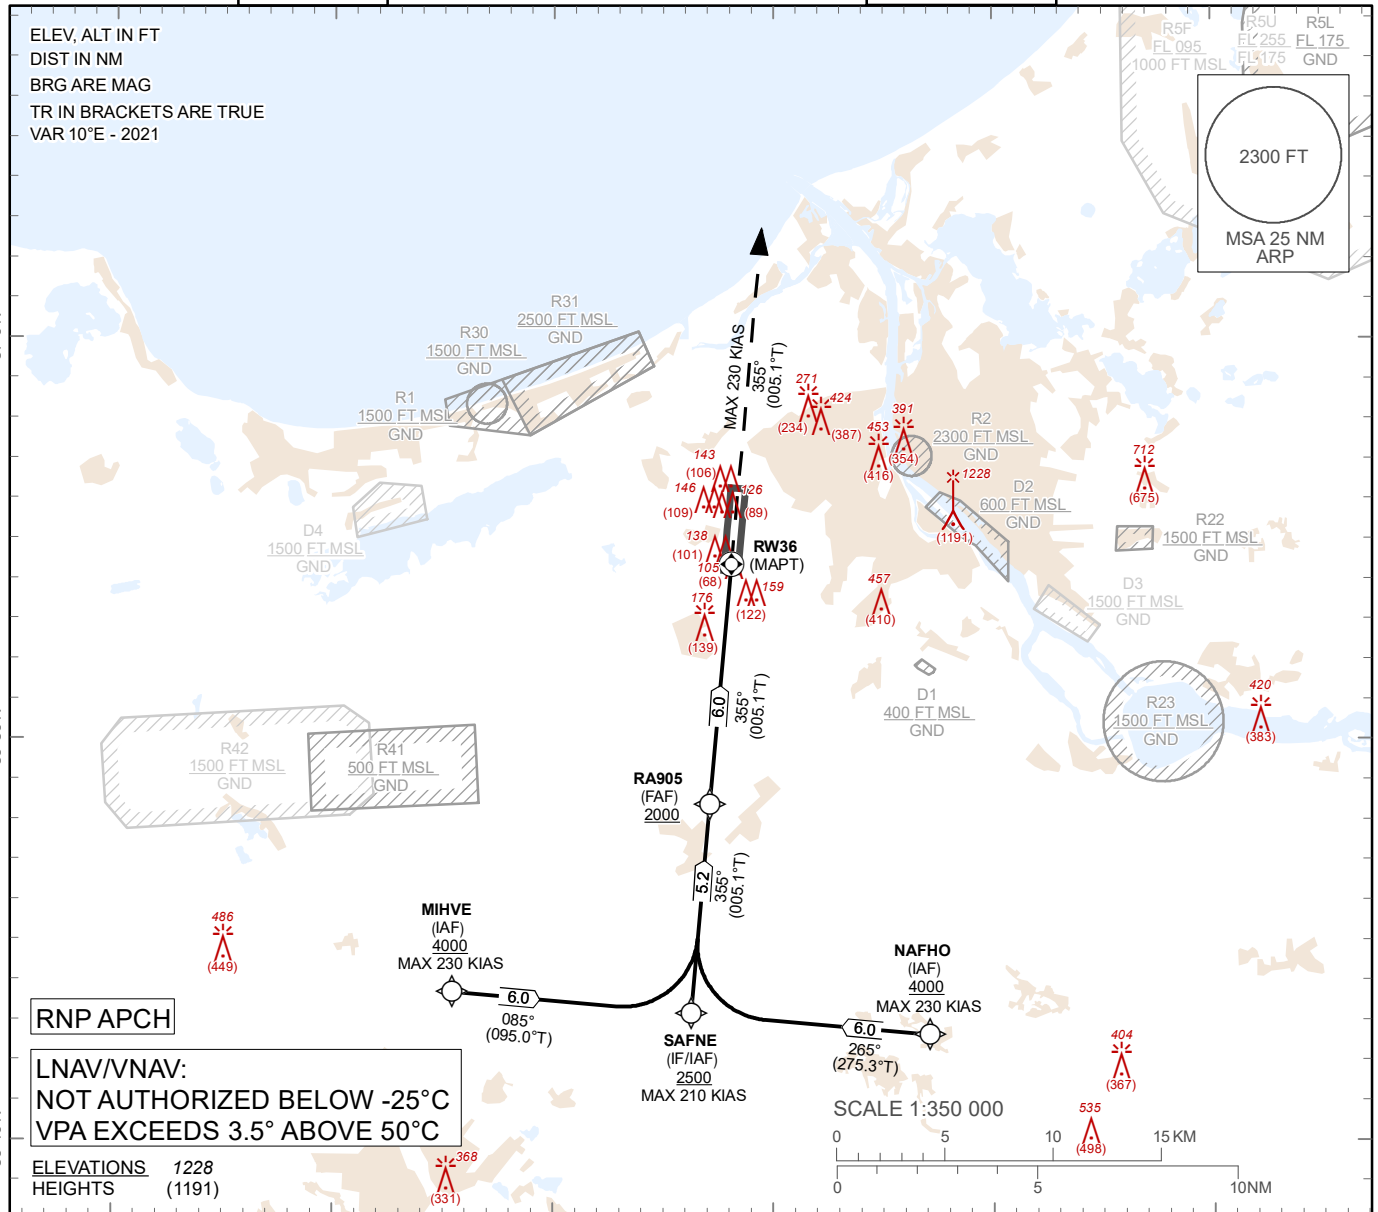 ELEV, ALT IN FT
DIST IN NM
BRG ARE MAG
TR IN BRACKETS ARE TRUE
VAR 10°E - 2021
R5F
FL 095
1000 FT MSL
R5U
FL 255
FL 175
R5L
FL 175
GND
2300 FT
MSA 25 NM
ARP
R31
2500 FT MSL
GND
R30
1500 FT MSL
GND
R1
1500 FT MSL
GND
MAX 230 KIAS
355°
(005.1°T)
271
(234)
424
(387)
453
(416)
391
(354)
R2
2300 FT MSL
GND
1228
(1191)
D2
600 FT MSL
GND
712
(675)
R22
1500 FT MSL
GND
D4
1500 FT MSL
GND
143
(106)
146
(109)
126
(89)
138
(101)
105
(68)
RW36
(MAPT)
159
(122)
176
(139)
457
(410)
D3
1500 FT MSL
GND
D1
400 FT MSL
GND
R23
1500 FT MSL
GND
420
(383)
6.0
355°
(005.1°T)
R42
1500 FT MSL
GND
R41
500 FT MSL
GND
RA905
(FAF)
2000
5.2
355°
(005.1°T)
486
(449)
MIHVE
(IAF)
4000
MAX 230 KIAS
6.0
085°
(095.0°T)
NAFHO
(IAF)
4000
MAX 230 KIAS
6.0
265°
(275.3°T)
SAFNE
(IF/IAF)
2500
MAX 210 KIAS
RNP APCH
LNAV/VNAV:
NOT AUTHORIZED BELOW -25°C
VPA EXCEEDS 3.5° ABOVE 50°C
ELEVATIONS 1228
HEIGHTS (1191)
368
(331)
404
(367)
535
(498)
SCALE 1:350 000
0 5 10 15 KM
0 5 10NM